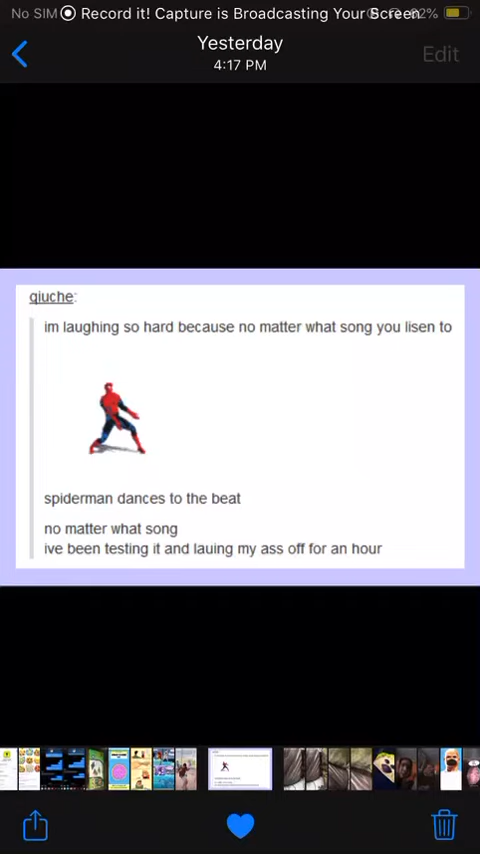 No SIM Record it! Capture is Broadcasting Your Screen 62%
Yesterday
4:17 PM
Edit
qiuche:
im laughing so hard because no matter what song you lisen to
spiderman dances to the beat
no matter what song
ive been testing it and lauing my ass off for an hour